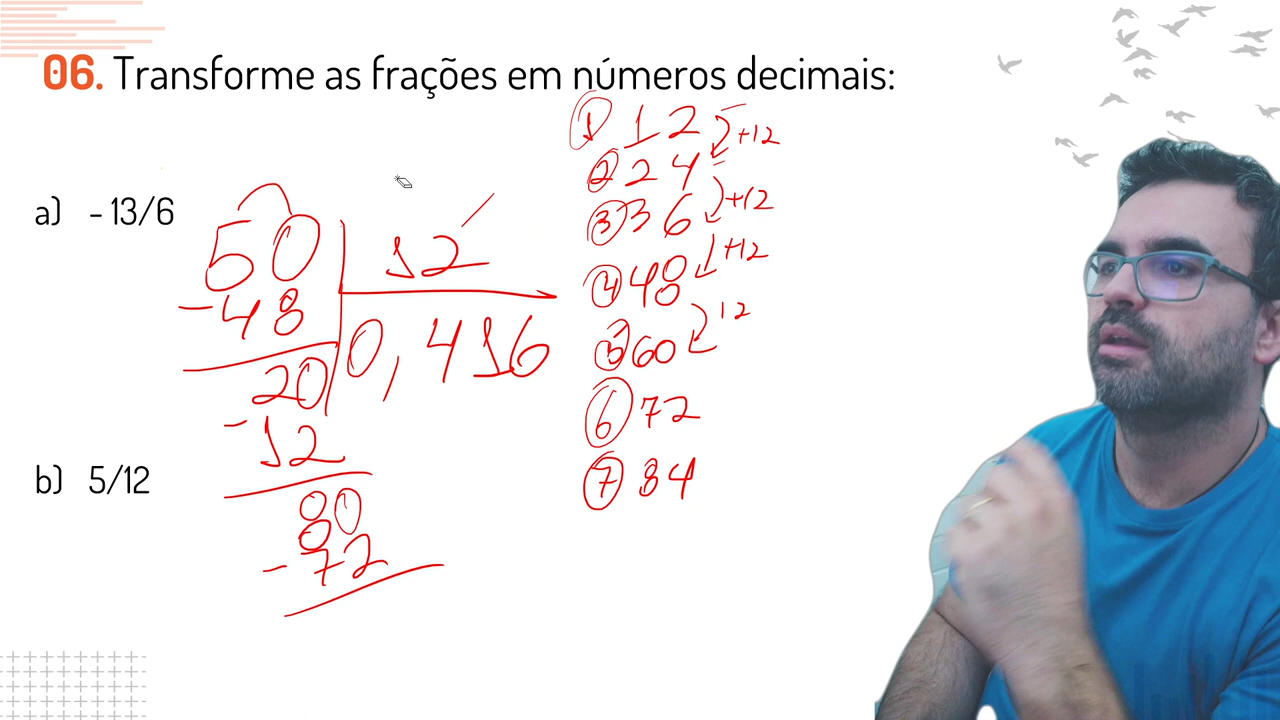 06. Transforme as frações em números decimais:
a) - 13/6
b) 5/12
50 12
-48 0,416
20
-12
80
-72
1 12 +12
2 24 +12
3 36 +12
4 48 12
5 60
6 72
7 84